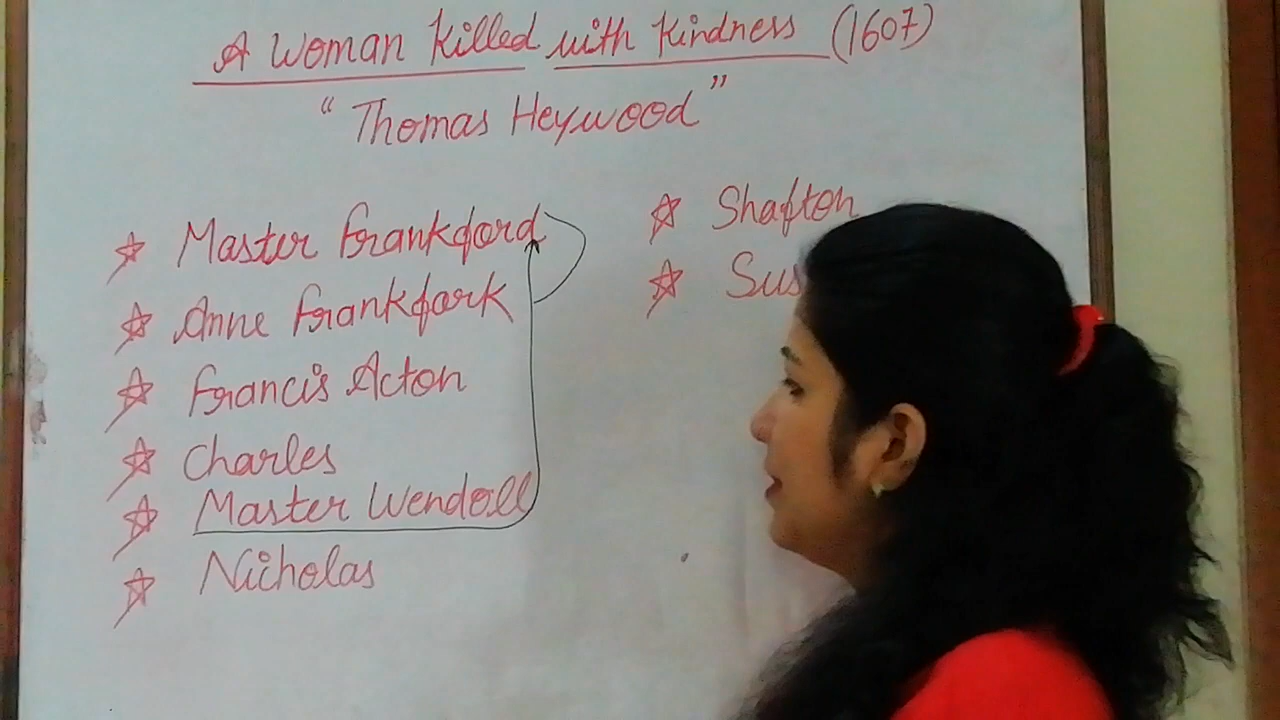 A Woman Killed with Kindness (1607)
"Thomas Heywood"
Master Frankford
Anne Frankfork
Francis Acton
Charles
Master Wendoll
Nicholas
Shafton
Sus